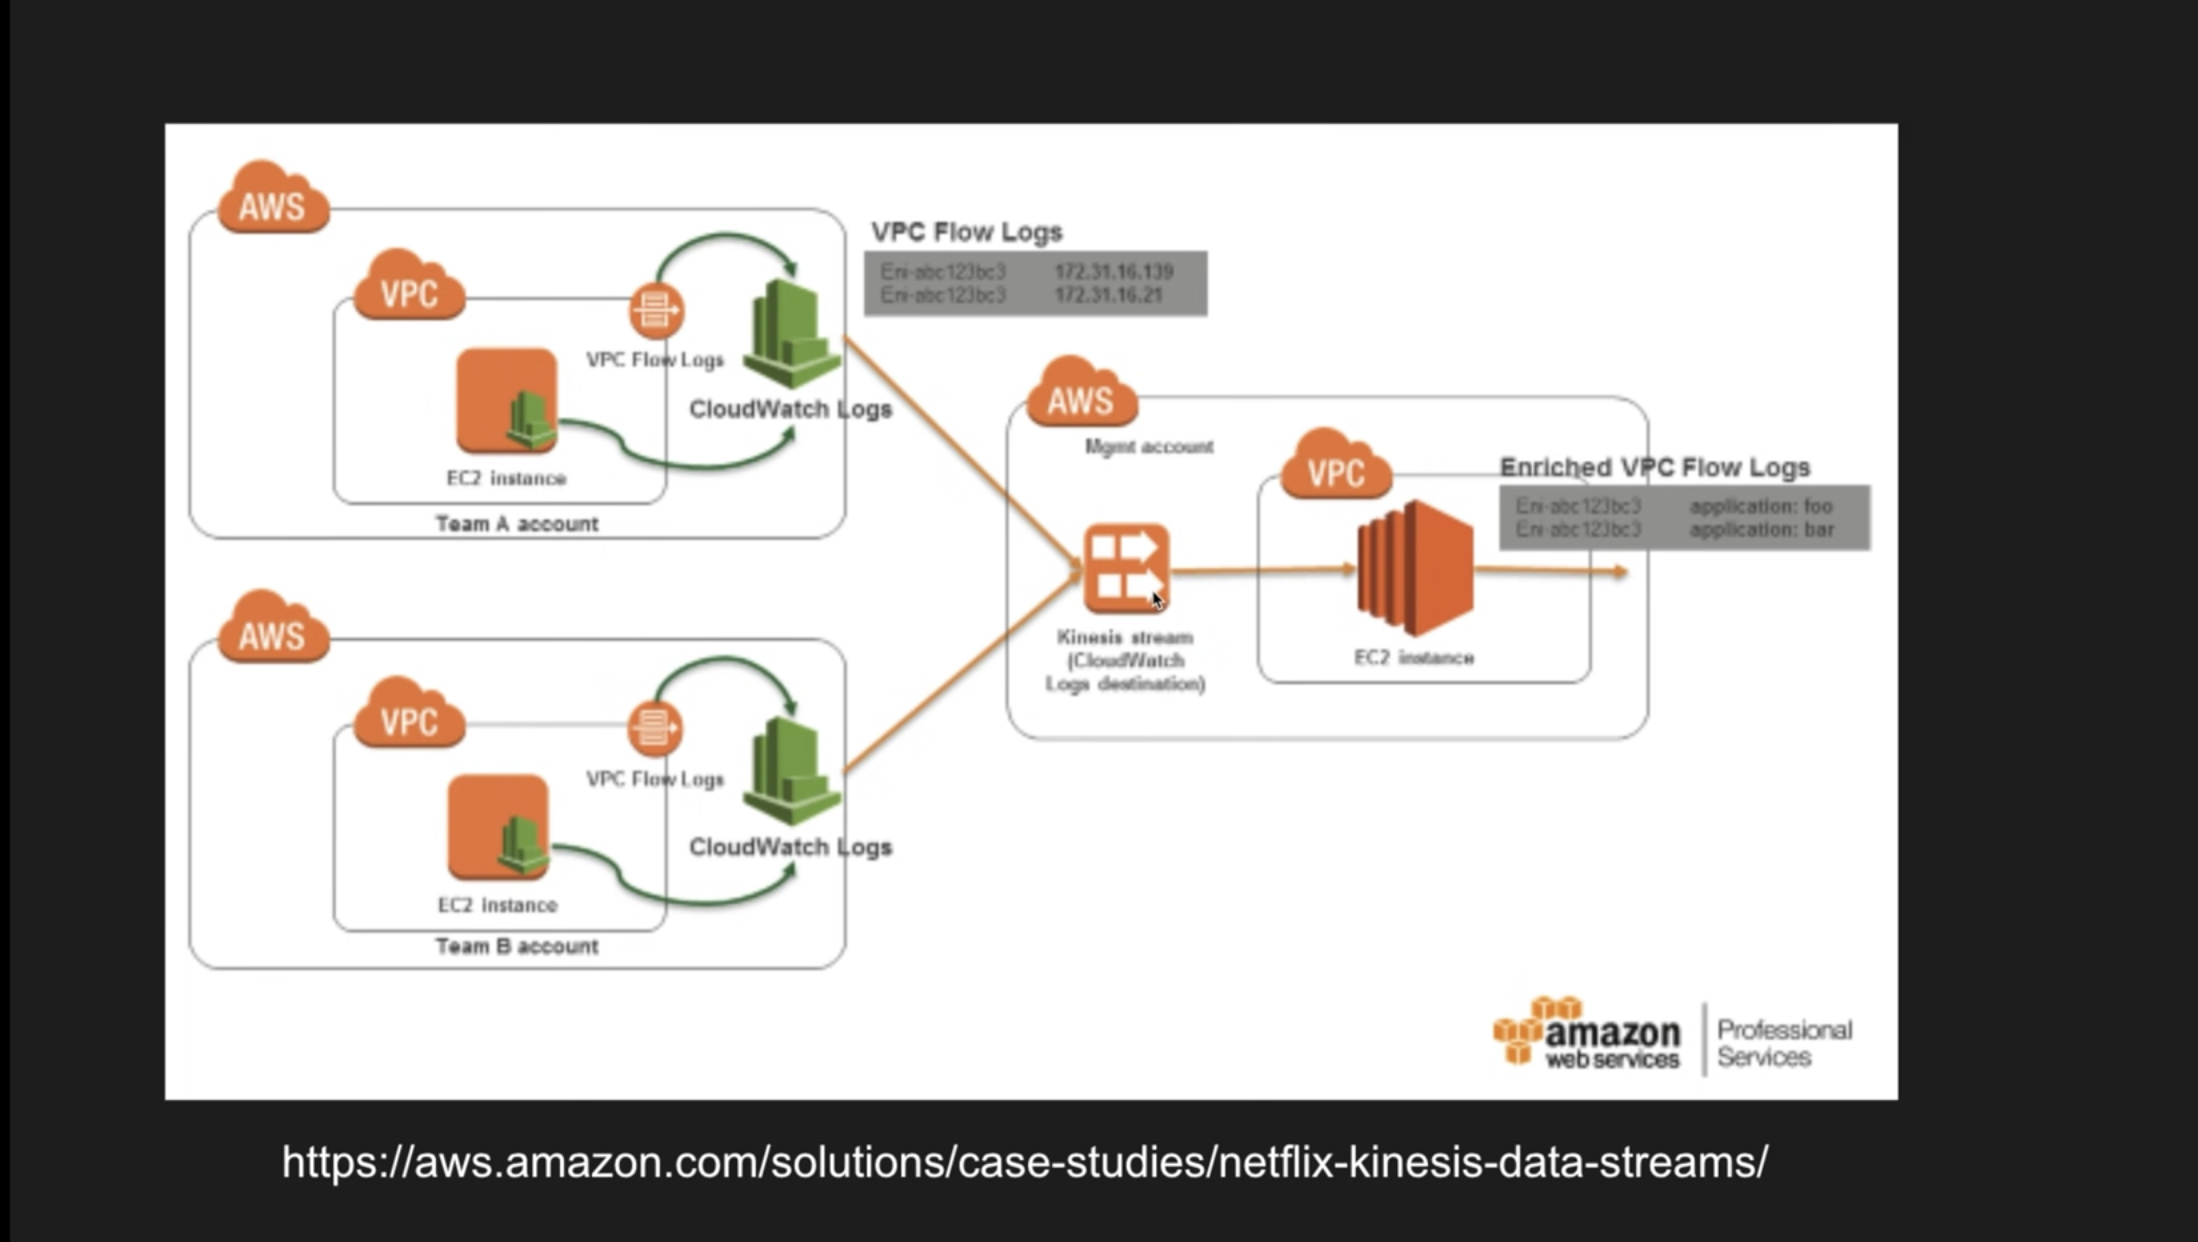 AWS
VPC
VPC Flow Logs
CloudWatch Logs
EC2 instance
Team A account
VPC Flow Logs
Eni-abc123bc3 172.31.16.139
Eni-abc123bc3 172.31.16.21
AWS
VPC
VPC Flow Logs
CloudWatch Logs
EC2 instance
Team B account
AWS
Mgmt account
Kinesis stream
(CloudWatch
Logs destination)
VPC
EC2 instance
Enriched VPC Flow Logs
Eni-abc123bc3 application: foo
Eni-abc123bc3 application: bar
amazon
web services
Professional
Services
https://aws.amazon.com/solutions/case-studies/netflix-kinesis-data-streams/